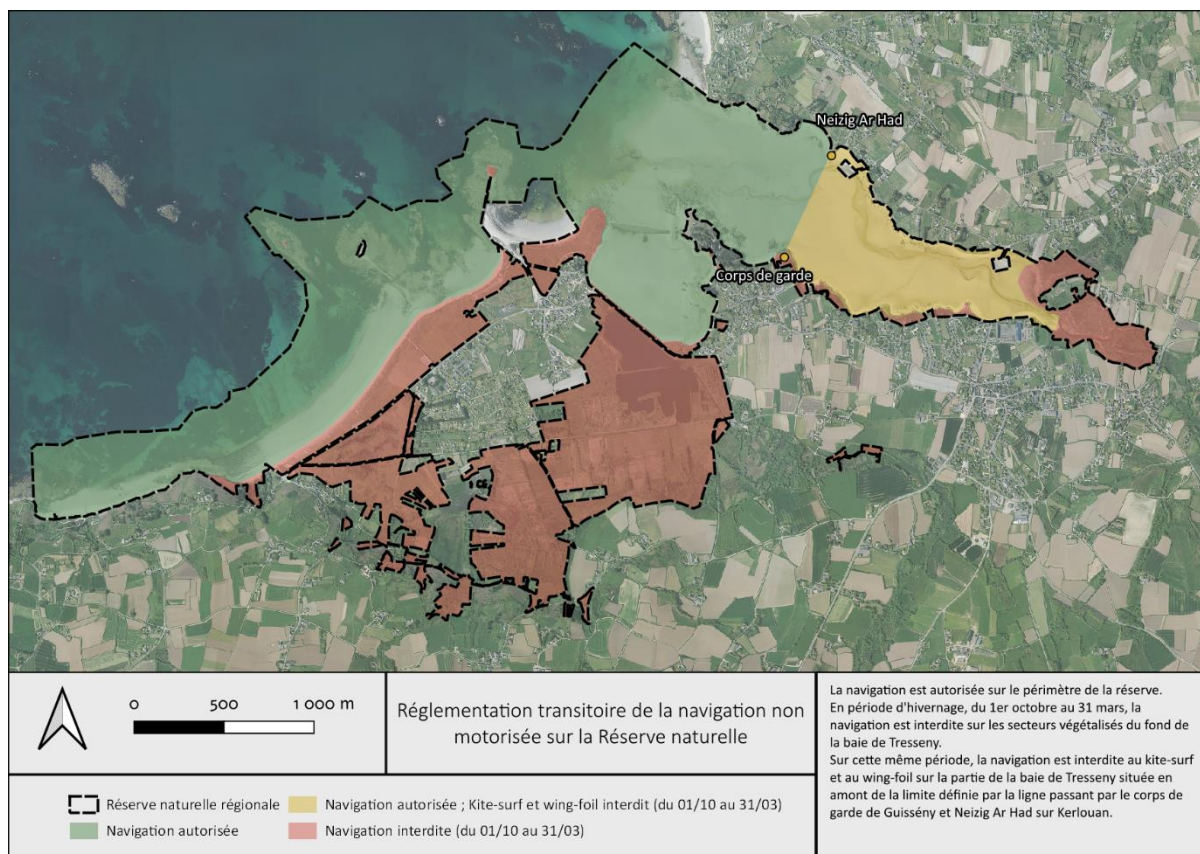 Neizig Ar Had
Corps de garde
0 500 1 000 m
Réglementation transitoire de la navigation non
motorisée sur la Réserve naturelle
La navigation est autorisée sur le périmètre de la réserve.
En période d'hivernage, du 1er octobre au 31 mars, la
navigation est interdite sur les secteurs végétalisés du fond de
la baie de Tresseny.
Sur cette même période, la navigation est interdite au kite-surf
et au wing-foil sur la partie de la baie de Tresseny située en
amont de la limite définie par la ligne passant par le corps de
garde de Guissény et Neizig Ar Had sur Kerlouan.
Réserve naturelle régionale
Navigation autorisée
Navigation autorisée ; Kite-surf et wing-foil interdit (du 01/10 au 31/03)
Navigation interdite (du 01/10 au 31/03)